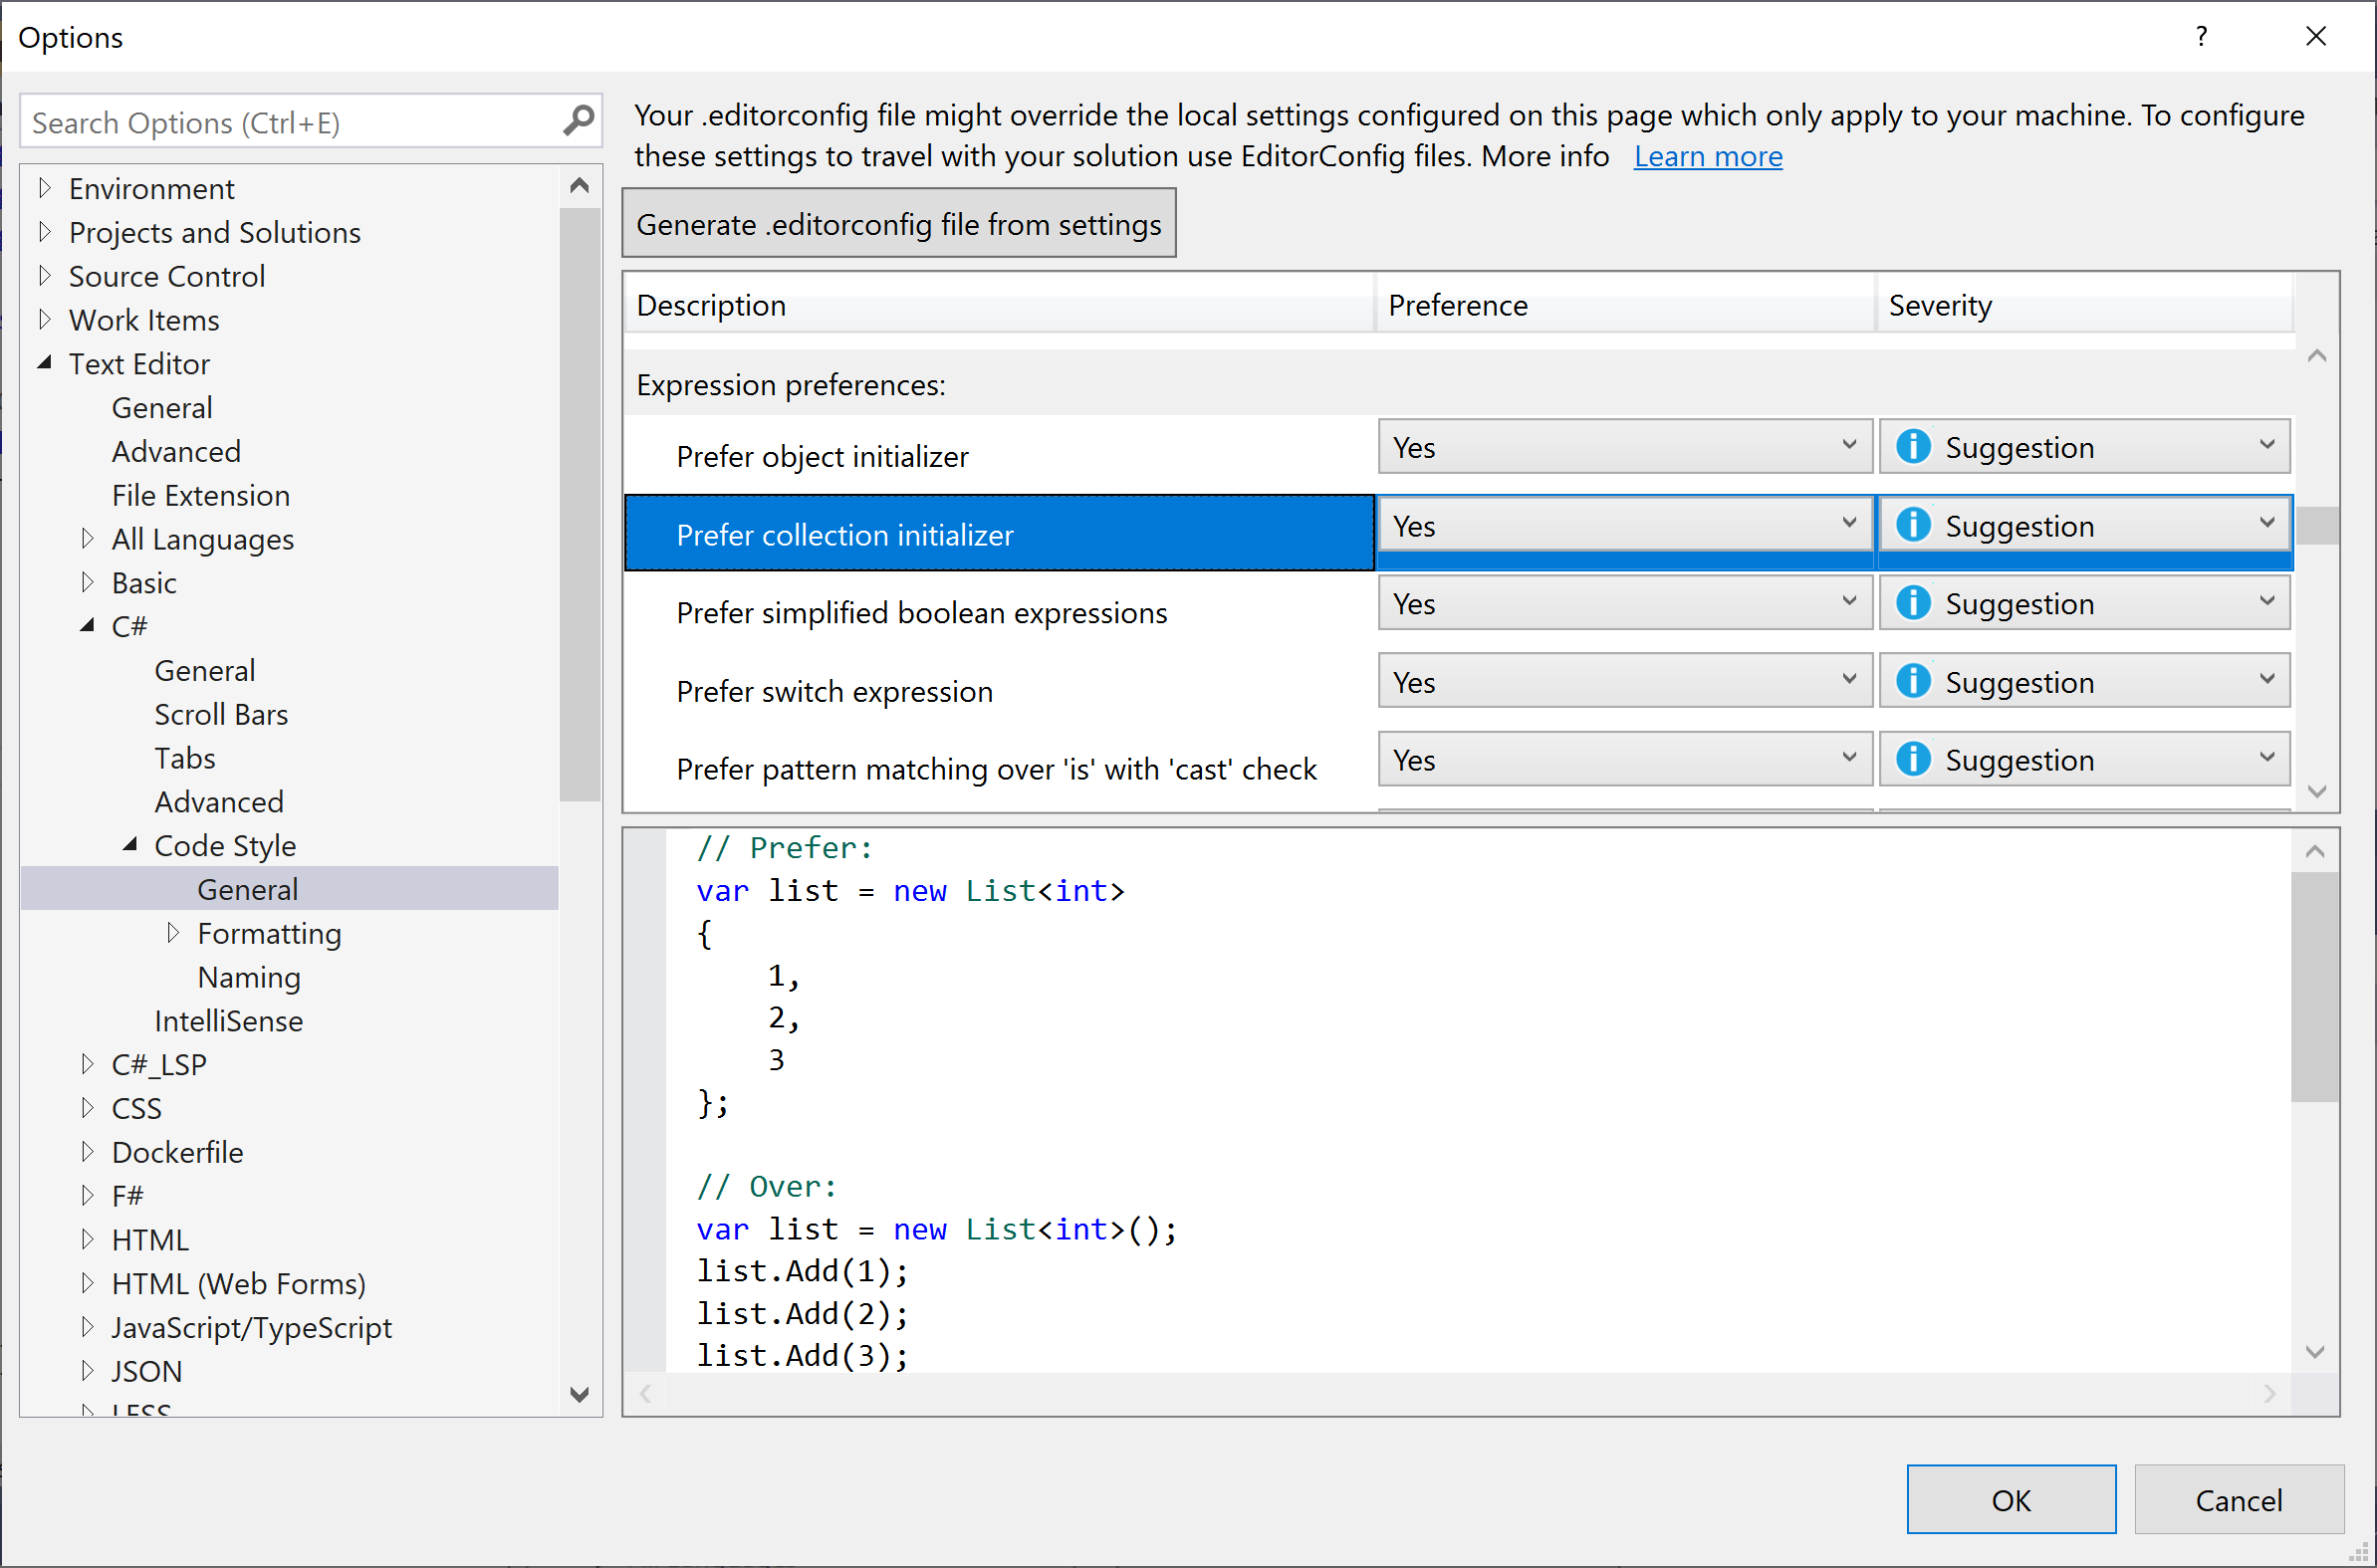 Options
?
Search Options (Ctrl+E)
Environment
Projects and Solutions
Source Control
Work Items
Text Editor
General
Advanced
File Extension
All Languages
Basic
C#
General
Scroll Bars
Tabs
Advanced
Code Style
General
Formatting
Naming
IntelliSense
C#_LSP
CSS
Dockerfile
F#
HTML
HTML (Web Forms)
JavaScript/TypeScript
JSON
LESS
Your .editorconfig file might override the local settings configured on this page which only apply to your machine. To configure
these settings to travel with your solution use EditorConfig files. More info Learn more
Generate .editorconfig file from settings
Description Preference Severity
Expression preferences:
Prefer object initializer Yes Suggestion
Prefer collection initializer Yes Suggestion
Prefer simplified boolean expressions Yes Suggestion
Prefer switch expression Yes Suggestion
Prefer pattern matching over 'is' with 'cast' check Yes Suggestion
// Prefer:
var list = new List<int>
{
1,
2,
3
};
// Over:
var list = new List<int>();
list.Add(1);
list.Add(2);
list.Add(3);
OK Cancel